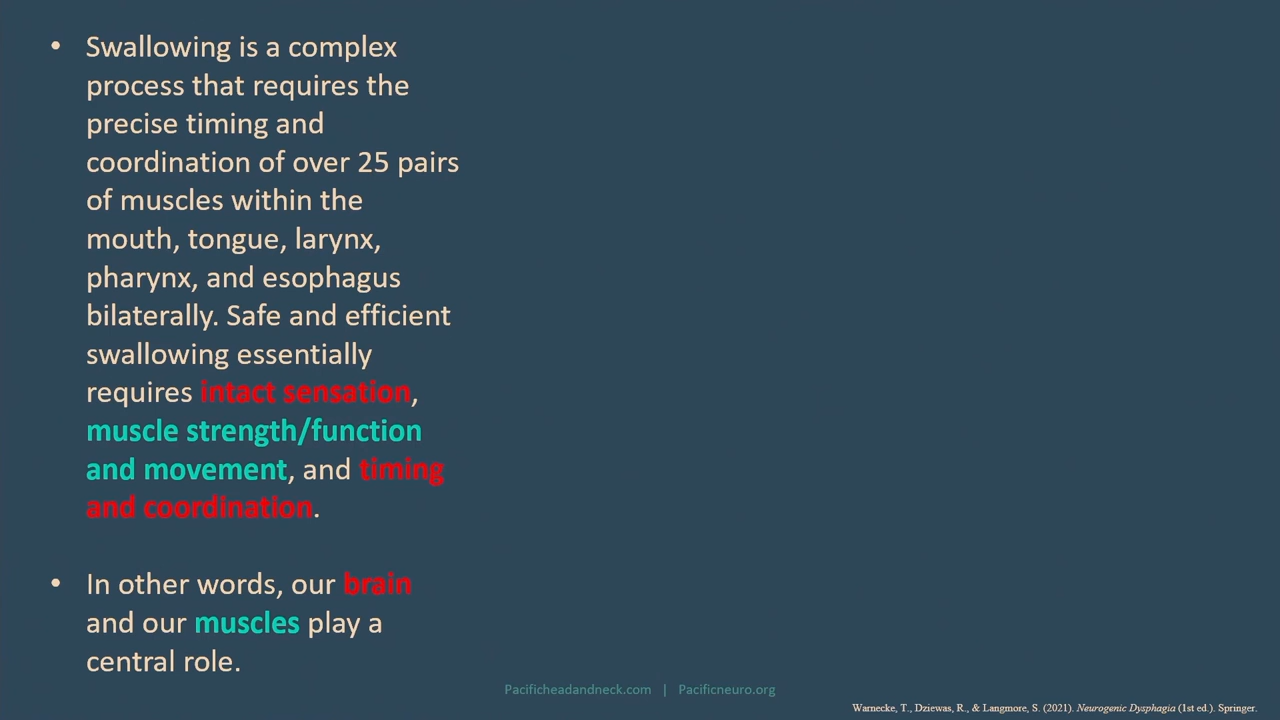 • Swallowing is a complex
process that requires the
precise timing and
coordination of over 25 pairs
of muscles within the
mouth, tongue, larynx,
pharynx, and esophagus
bilaterally. Safe and efficient
swallowing essentially
requires intact sensation,
muscle strength/function
and movement, and timing
and coordination.
• In other words, our brain
and our muscles play a
central role.
Pacificheadandneck.com | Pacificneuro.org
Warnecke, T., Dziewas, R., & Langmore, S. (2021). Neurogenic Dysphagia (1st ed.). Springer.